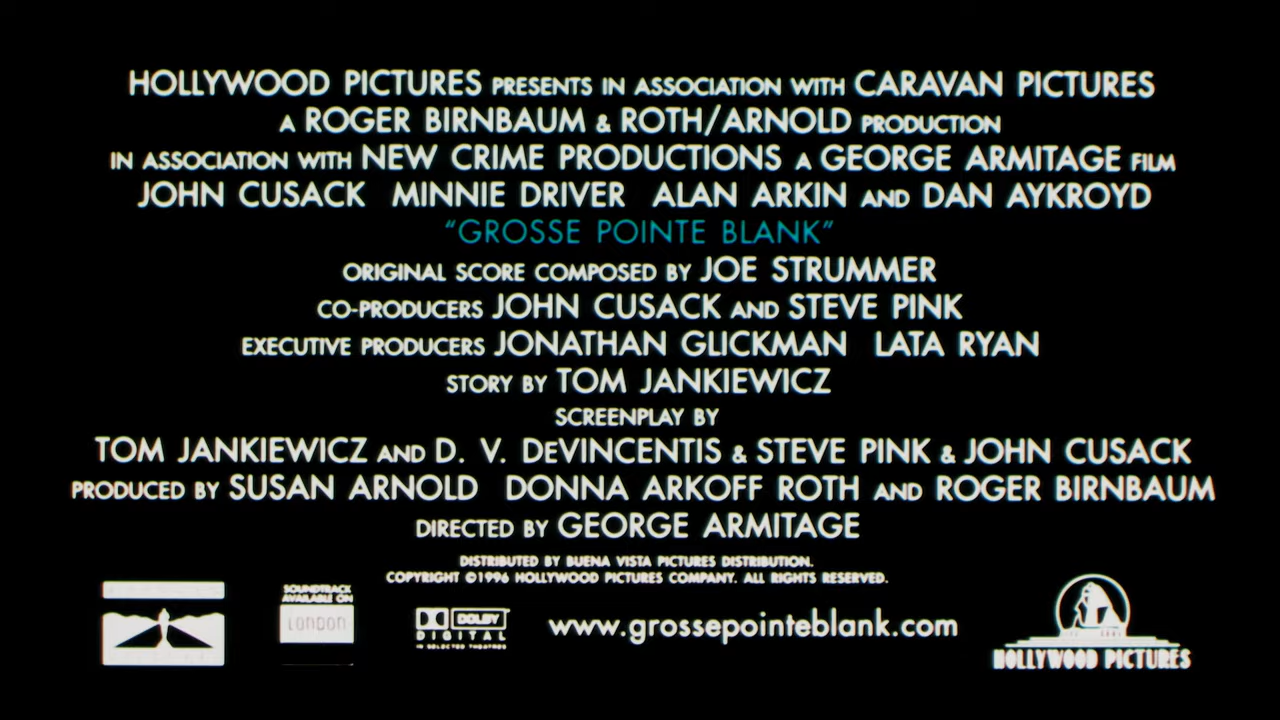 HOLLYWOOD PICTURES PRESENTS IN ASSOCIATION WITH CARAVAN PICTURES
A ROGER BIRNBAUM & ROTH/ARNOLD PRODUCTION
IN ASSOCIATION WITH NEW CRIME PRODUCTIONS A GEORGE ARMITAGE FILM
JOHN CUSACK MINNIE DRIVER ALAN ARKIN AND DAN AYKROYD
“GROSSE POINTE BLANK”
ORIGINAL SCORE COMPOSED BY JOE STRUMMER
CO-PRODUCERS JOHN CUSACK AND STEVE PINK
EXECUTIVE PRODUCERS JONATHAN GLICKMAN LATA RYAN
STORY BY TOM JANKIEWICZ
SCREENPLAY BY
TOM JANKIEWICZ AND D. V. DeVINCENTIS & STEVE PINK & JOHN CUSACK
PRODUCED BY SUSAN ARNOLD DONNA ARKOFF ROTH AND ROGER BIRNBAUM
DIRECTED BY GEORGE ARMITAGE
DISTRIBUTED BY BUENA VISTA PICTURES DISTRIBUTION.
COPYRIGHT ©1996 HOLLYWOOD PICTURES COMPANY. ALL RIGHTS RESERVED.
SOUNDTRACK
AVAILABLE ON
LONDON
DOLBY
DIGITAL
IN SELECTED THEATRES
www.grossepointeblank.com
HOLLYWOOD PICTURES